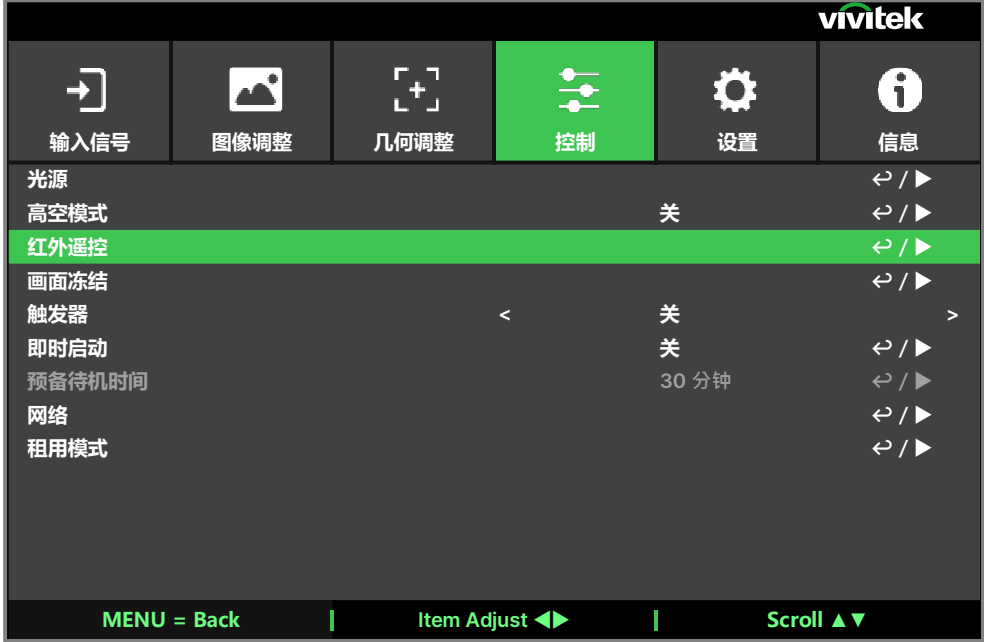 vivitek
输入信号 图像调整 几何调整 控制 设置 信息
光源 ↩ / ▶
高空模式 关 ↩ / ▶
红外遥控 ↩ / ▶
画面冻结 ↩ / ▶
触发器 < 关 >
即时启动 关 ↩ / ▶
预备待机时间 30 分钟 ↩ / ▶
网络 ↩ / ▶
租用模式 ↩ / ▶
MENU = Back Item Adjust ◀▶ Scroll ▲▼